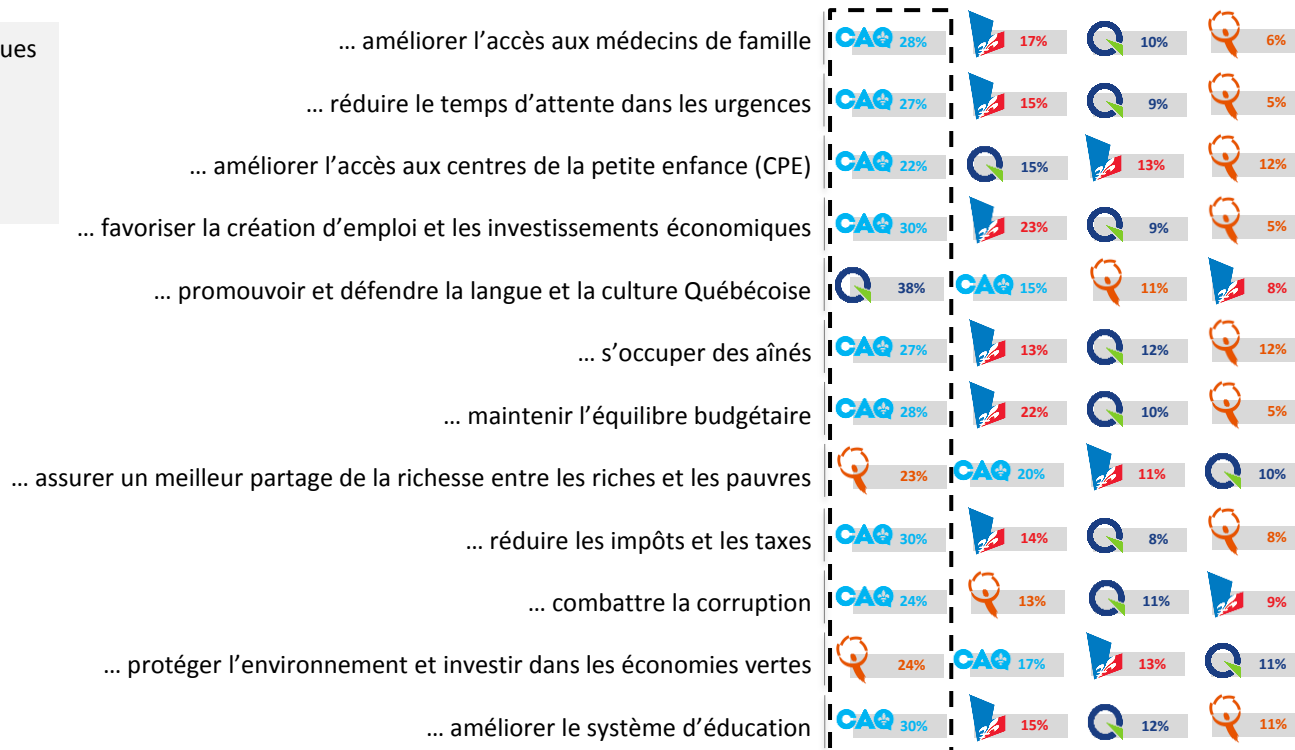 ues
... améliorer l’accès aux médecins de famille CAQ 28% 17% 10% 6%
... réduire le temps d’attente dans les urgences CAQ 27% 15% 9% 5%
... améliorer l’accès aux centres de la petite enfance (CPE) CAQ 22% 15% 13% 12%
... favoriser la création d’emploi et les investissements économiques CAQ 30% 23% 9% 5%
... promouvoir et défendre la langue et la culture Québécoise 38% CAQ 15% 11% 8%
... s’occuper des aînés CAQ 27% 13% 12% 12%
... maintenir l’équilibre budgétaire CAQ 28% 22% 10% 5%
... assurer un meilleur partage de la richesse entre les riches et les pauvres 23% CAQ 20% 11% 10%
... réduire les impôts et les taxes CAQ 30% 14% 8% 8%
... combattre la corruption CAQ 24% 13% 11% 9%
... protéger l’environnement et investir dans les économies vertes 24% CAQ 17% 13% 11%
... améliorer le système d’éducation CAQ 30% 15% 12% 11%